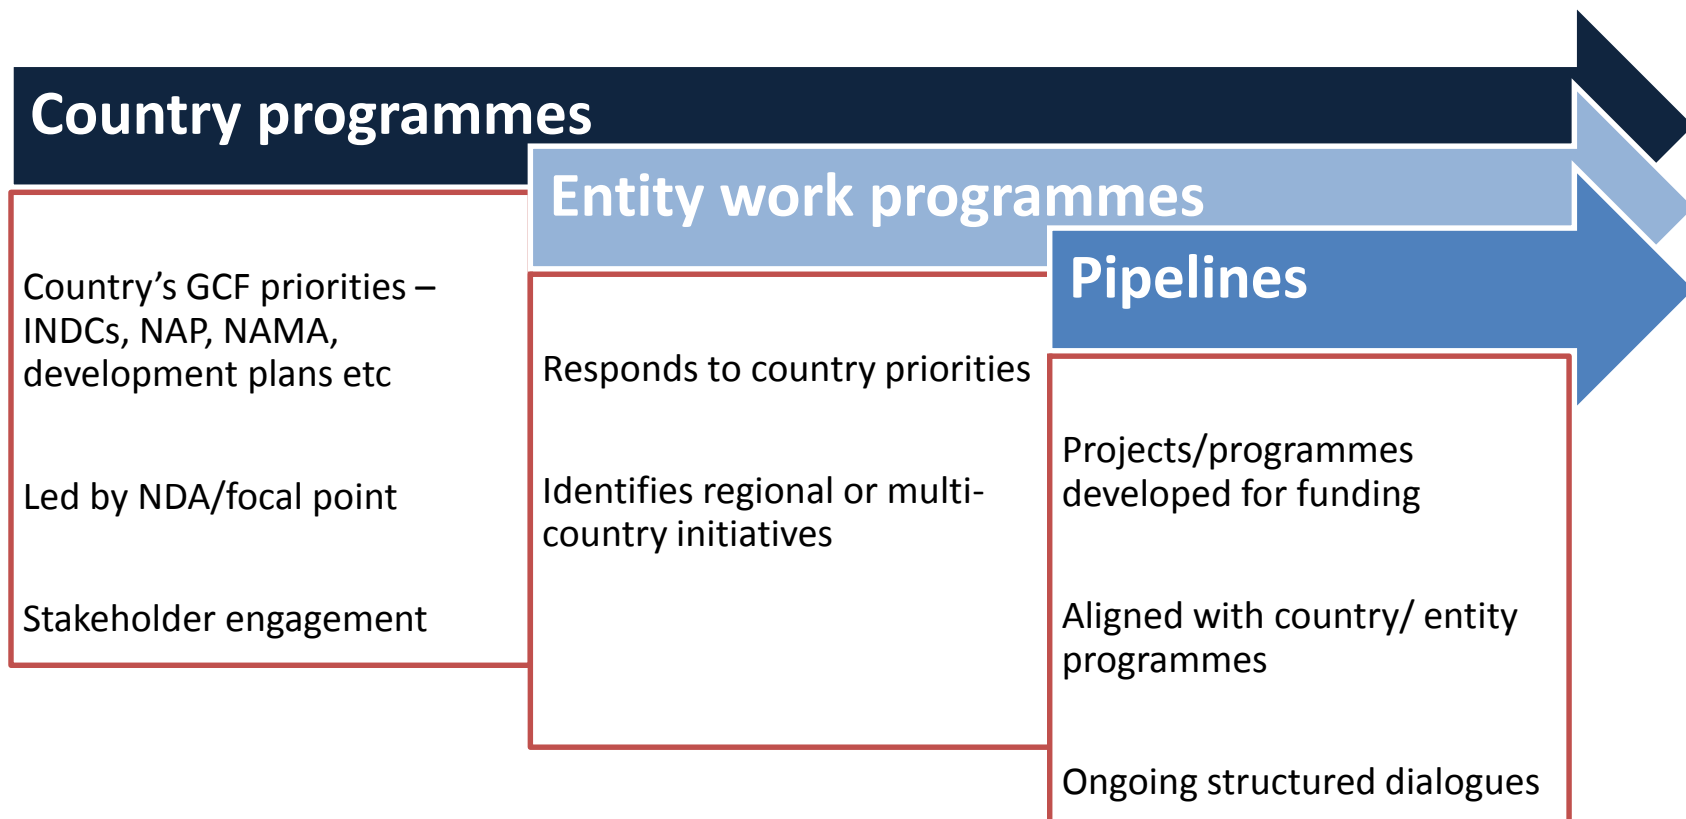 Country programmes
Country’s GCF priorities –
INDCs, NAP, NAMA,
development plans etc
Led by NDA/focal point
Stakeholder engagement
Entity work programmes
Responds to country priorities
Identifies regional or multi-
country initiatives
Pipelines
Projects/programmes
developed for funding
Aligned with country/ entity
programmes
Ongoing structured dialogues